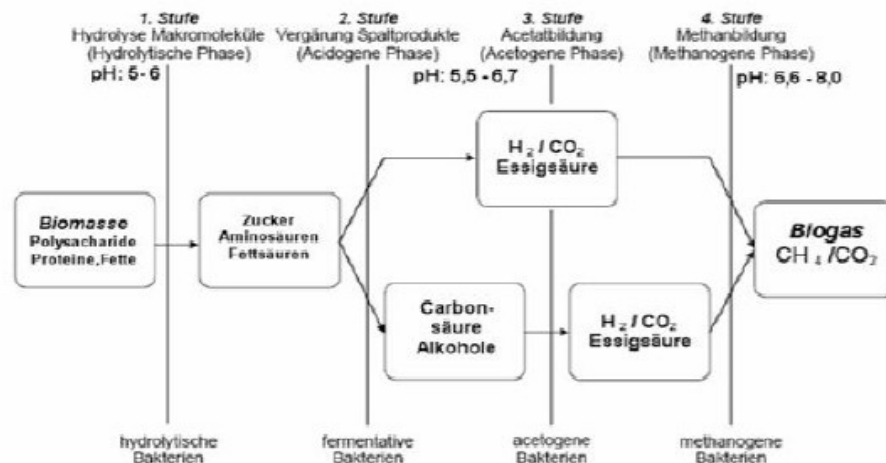 1. Stufe
Hydrolyse Makromoleküle
(Hydrolytische Phase)
pH: 5-6
2. Stufe
Vergärung Spaltprodukte
(Acidogene Phase)
pH: 5,5 - 6,7
3. Stufe
Acetatbildung
(Acetogene Phase)
4. Stufe
Methanbildung
(Methanogene Phase)
pH: 6,6 - 8,0
Biomasse
Polysacharide
Proteine, Fette
Zucker
Aminosäuren
Fettsäuren
H₂ / CO₂
Essigsäure
Carbon-
säure
Alkohole
H₂ / CO₂
Essigsäure
Biogas
CH₄ /CO₂
hydrolytische
Bakterien
fermentative
Bakterien
acetogene
Bakterien
methanogene
Bakterien